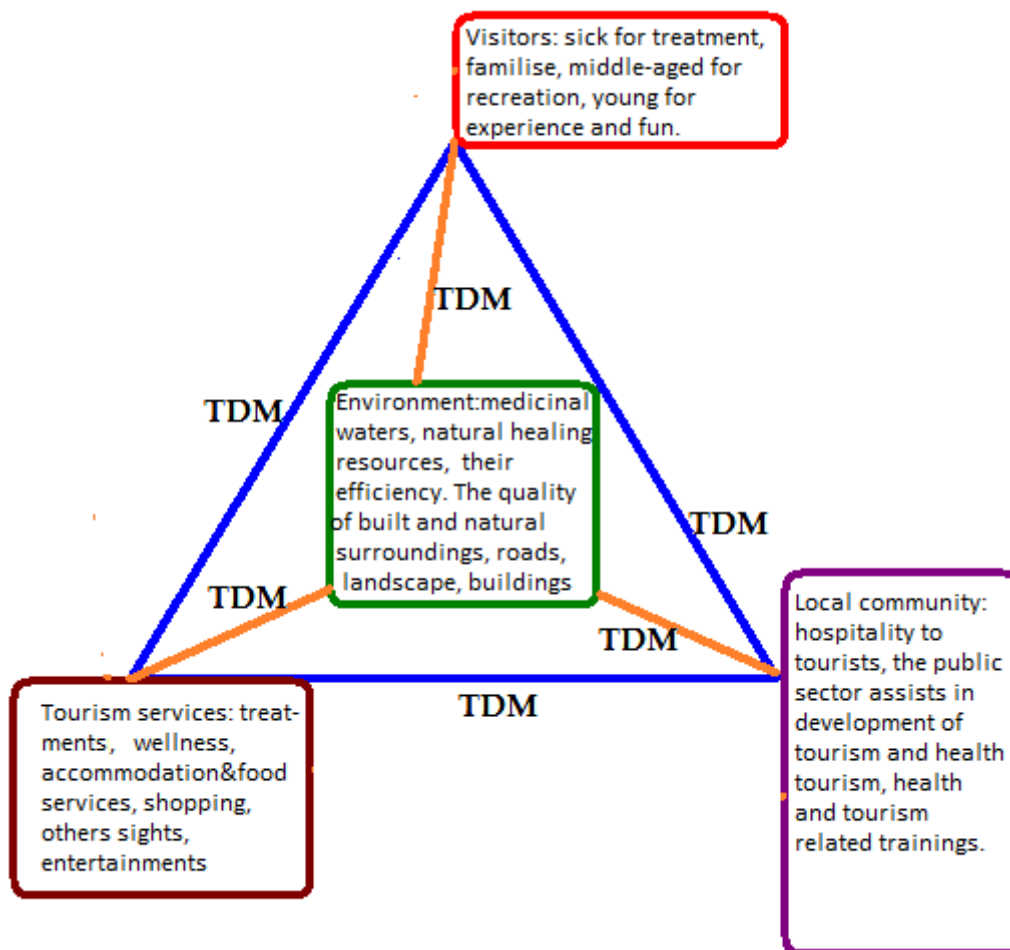 Visitors: sick for treatment,
familise, middle-aged for
recreation, young for
experience and fun.
TDM
TDM
Environment:medicinal
waters, natural healing
resources, their
efficiency. The quality
of built and natural
surroundings, roads,
landscape, buildings
TDM
TDM
TDM
TDM
Tourism services: treat-
ments, wellness,
accommodation&food
services, shopping,
others sights,
entertainments
Local community:
hospitality to
tourists, the public
sector assists in
development of
tourism and health
tourism, health
and tourism
related trainings.